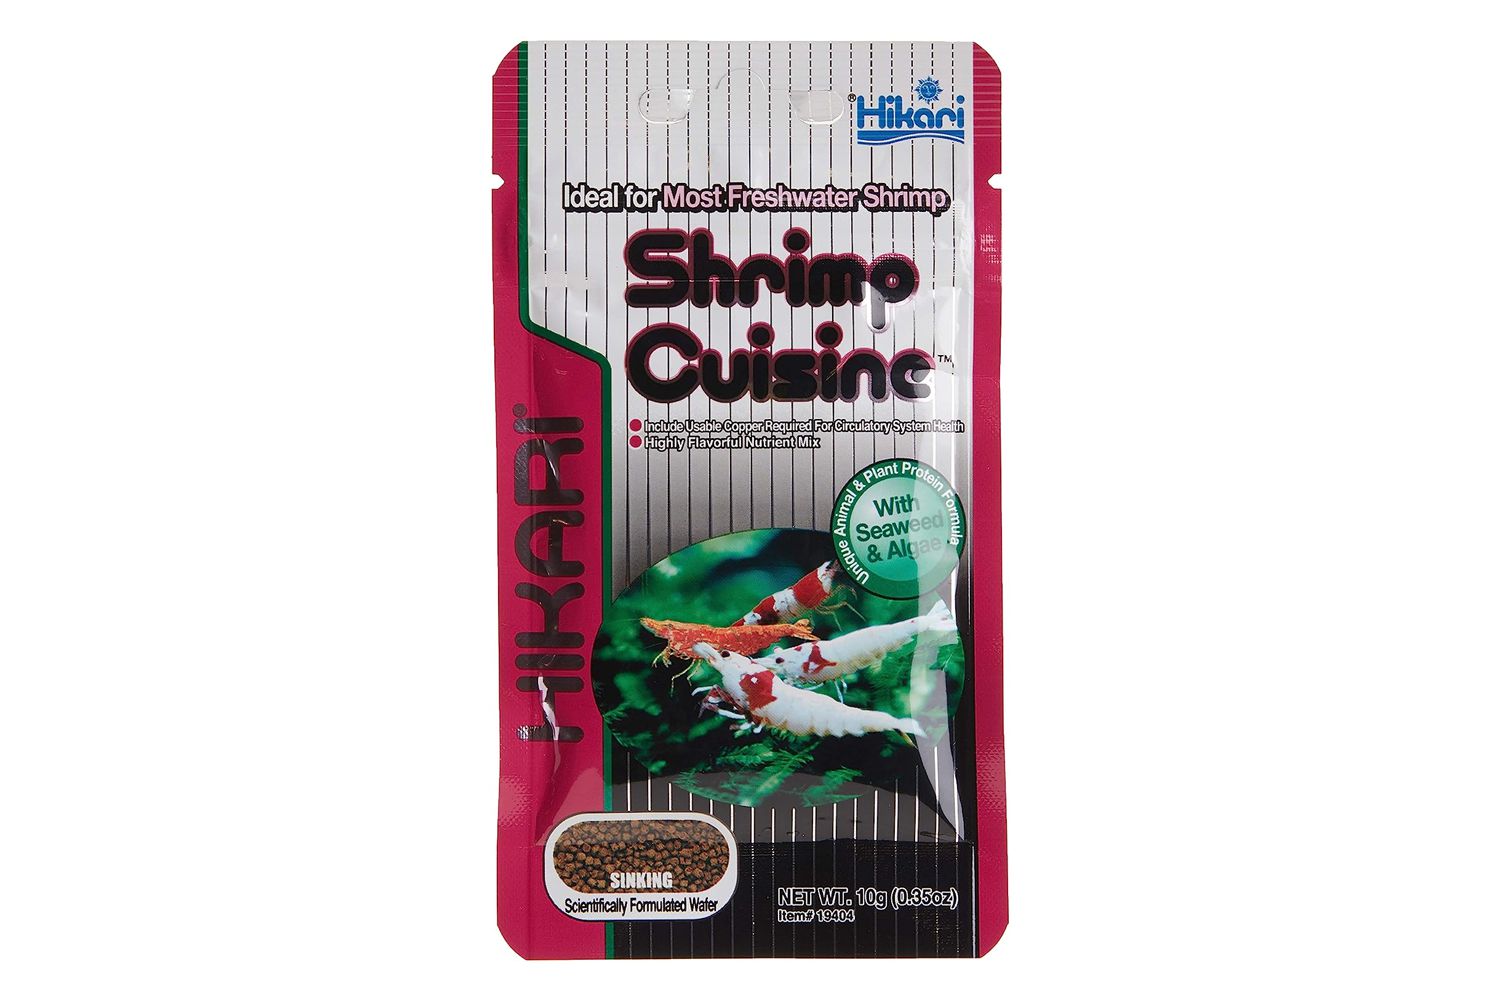 Hikari®
Ideal for Most Freshwater Shrimp
Shrimp
Cuisine™
Include Usable Copper Required For Circulatory System Health
Highly Flavorful Nutrient Mix
Unique Animal & Plant Protein Formula
With
Seaweed
& Algae
HIKARI®
SINKING
Scientifically Formulated Wafer
NET WT. 10g (0.35oz)
Item# 19404